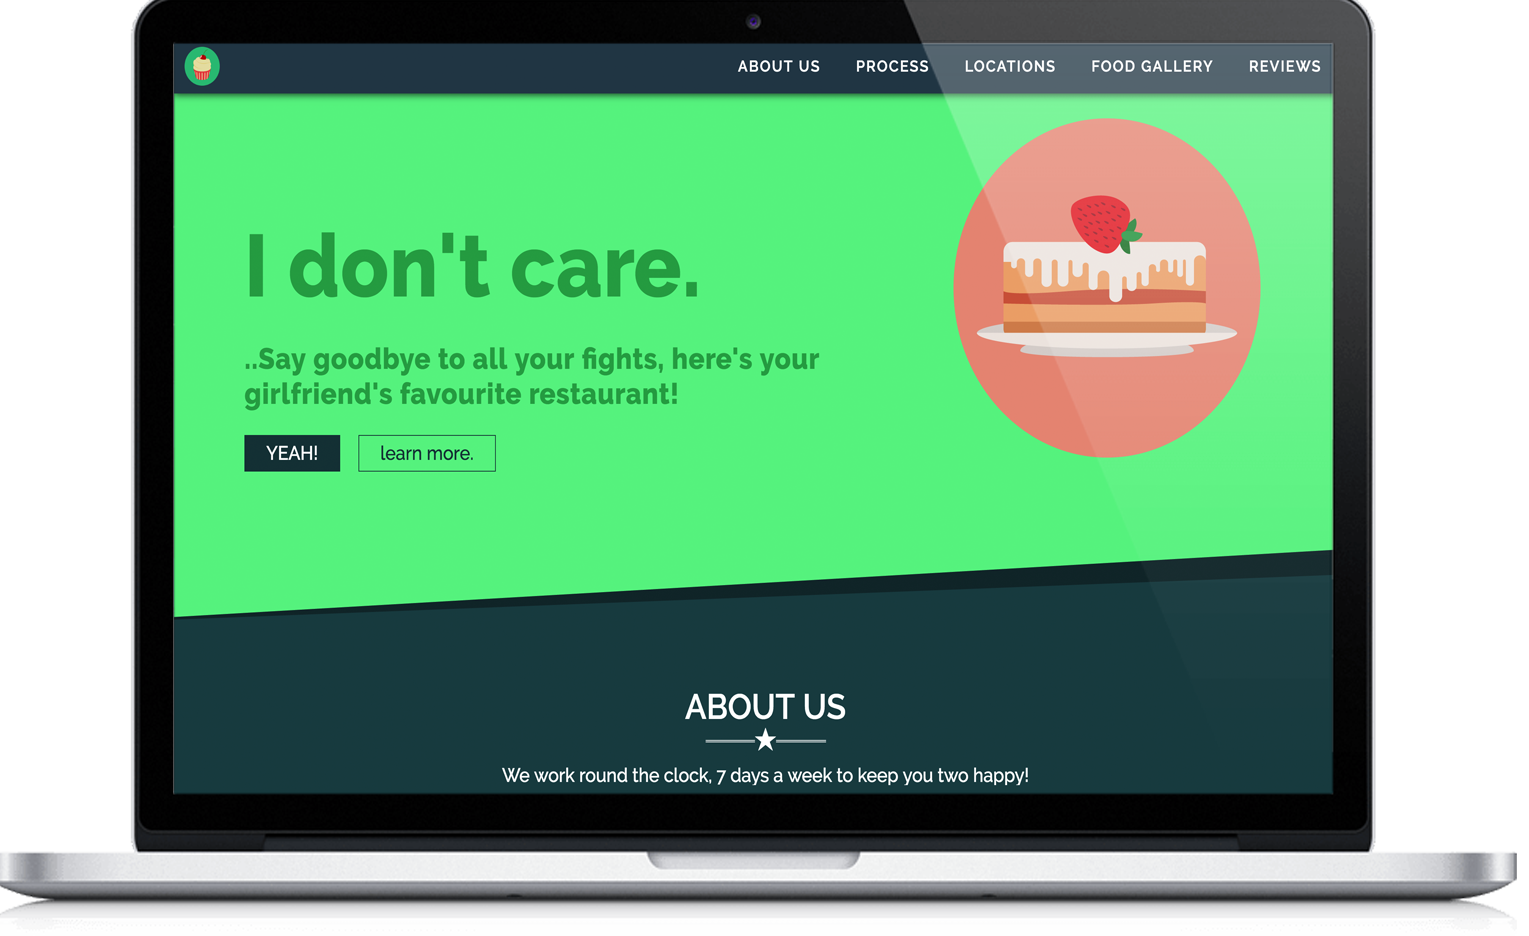 ABOUT US PROCESS LOCATIONS FOOD GALLERY REVIEWS
I don't care.
..Say goodbye to all your fights, here's your
girlfriend's favourite restaurant!
YEAH! learn more.
ABOUT US
We work round the clock, 7 days a week to keep you two happy!